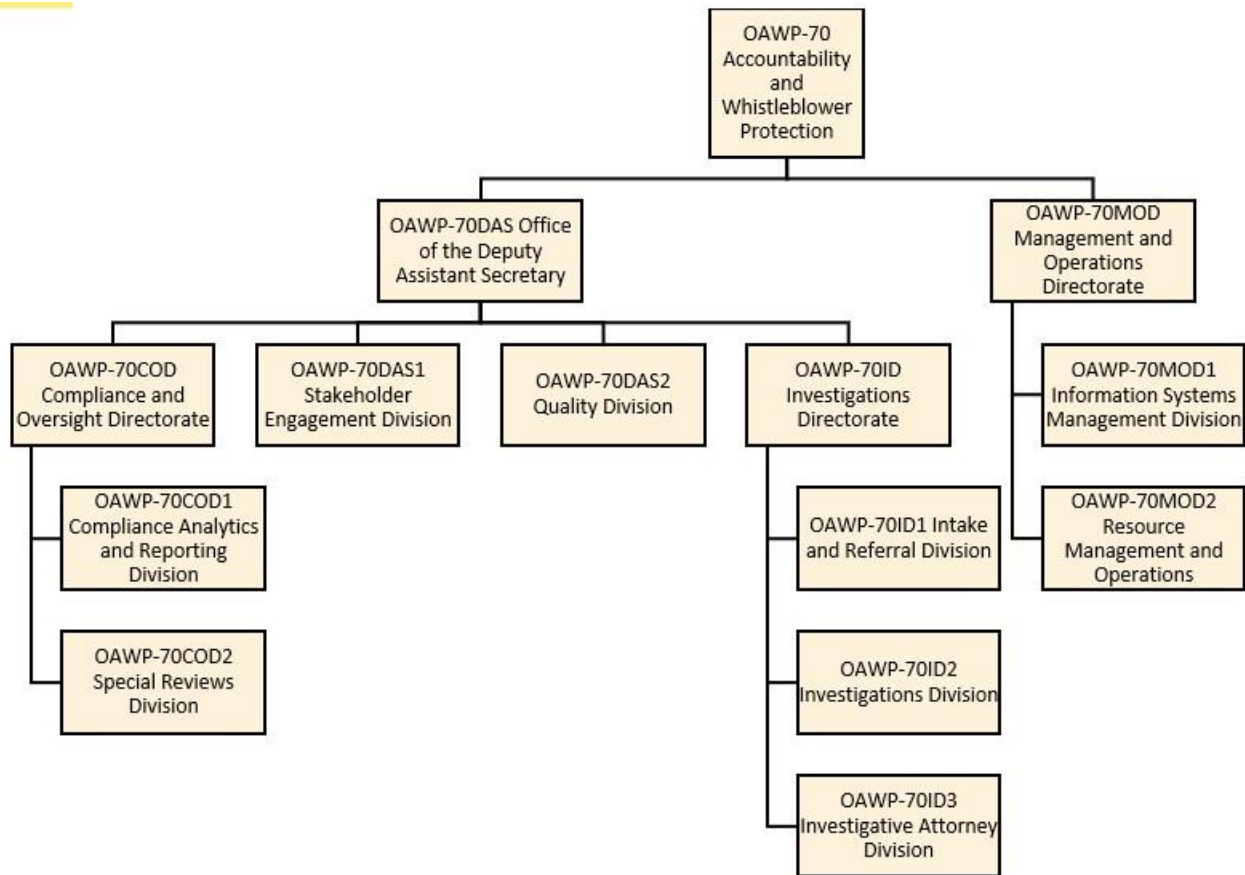 OAWP-70
Accountability
and
Whistleblower
Protection
OAWP-70DAS Office
of the Deputy
Assistant Secretary
OAWP-70MOD
Management and
Operations
Directorate
OAWP-70COD
Compliance and
Oversight Directorate
OAWP-70DAS1
Stakeholder
Engagement Division
OAWP-70DAS2
Quality Division
OAWP-70ID
Investigations
Directorate
OAWP-70MOD1
Information Systems
Management Division
OAWP-70COD1
Compliance Analytics
and Reporting
Division
OAWP-70ID1 Intake
and Referral Division
OAWP-70MOD2
Resource
Management and
Operations
OAWP-70COD2
Special Reviews
Division
OAWP-70ID2
Investigations Division
OAWP-70ID3
Investigative Attorney
Division